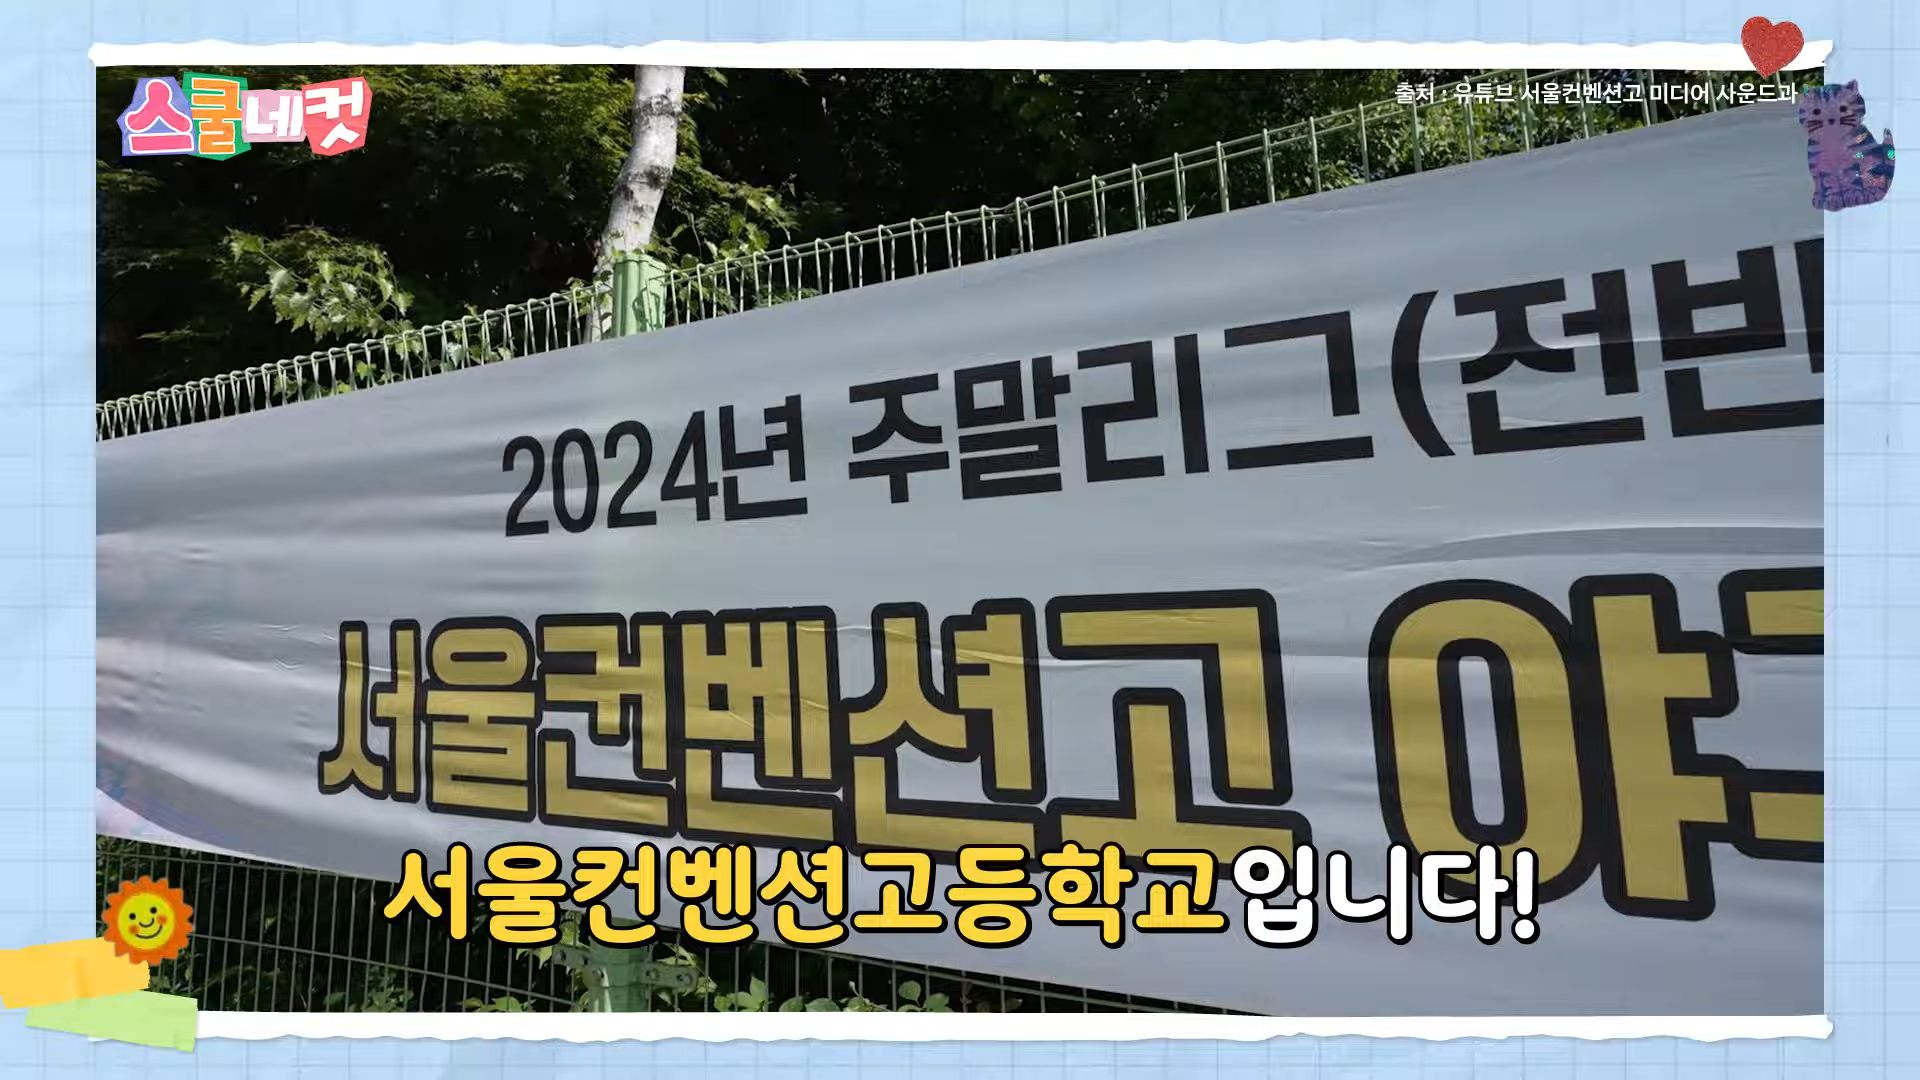 스쿨네컷
출처 : 유튜브 서울컨벤션고 미디어 사운드과
2024년 주말리그(전반
서울컨벤션고 야
서울컨벤션고등학교입니다!